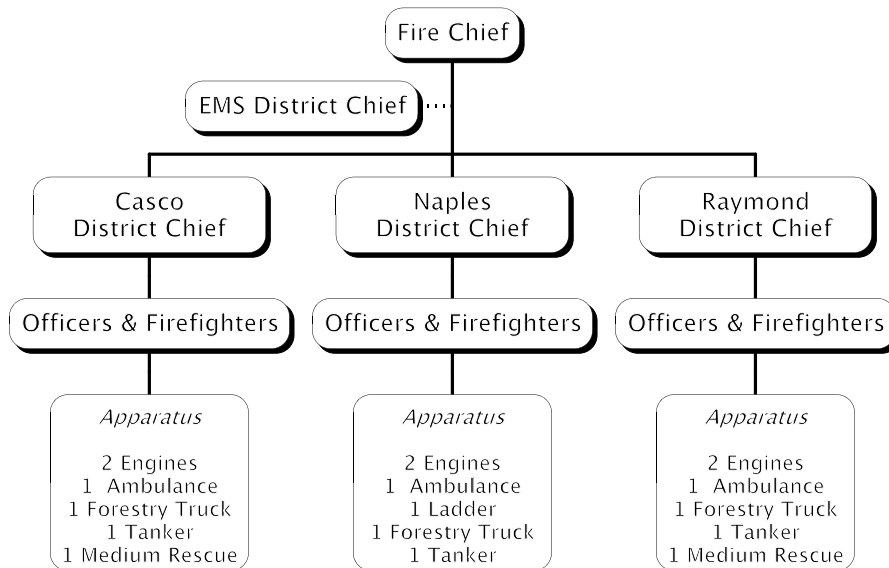 Fire Chief
EMS District Chief
Casco
District Chief
Naples
District Chief
Raymond
District Chief
Officers & Firefighters
Officers & Firefighters
Officers & Firefighters
Apparatus
2 Engines
1 Ambulance
1 Forestry Truck
1 Tanker
1 Medium Rescue
Apparatus
2 Engines
1 Ambulance
1 Ladder
1 Forestry Truck
1 Tanker
Apparatus
2 Engines
1 Ambulance
1 Forestry Truck
1 Tanker
1 Medium Rescue